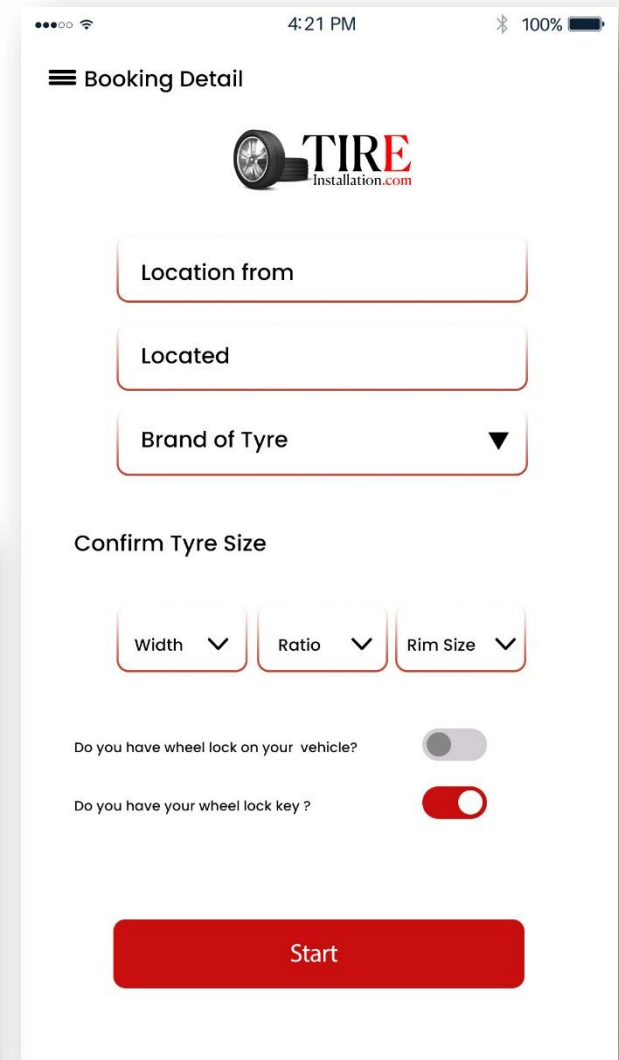 4:21 PM 100%
Booking Detail
TIRE
Installation.com
Location from
Located
Brand of Tyre
Confirm Tyre Size
Width Ratio Rim Size
Do you have wheel lock on your vehicle?
Do you have your wheel lock key ?
Start